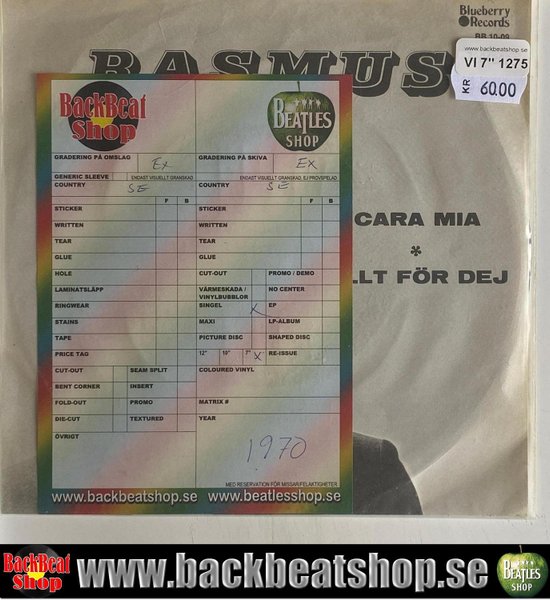 Blueberry
Records
BB 10-09
www.backbeatshop.se
VI 7" 1275
KR 60.00
RASMUS
BackBeat
Shop
BEATLES
SHOP
GRADERING PÅ OMSLAG Ex GRADERING PÅ SKIVA Ex
GENERIC SLEEVE ENDAST VISUELLT GRANSKAD ENDAST VISUELLT GRANSKAD, EJ PROVSPELAD
COUNTRY SE COUNTRY SE
F B F B
STICKER STICKER
WRITTEN WRITTEN
TEAR TEAR
GLUE GLUE
HOLE CUT-OUT PROMO / DEMO
LAMINATSLÄPP VÄRMESKADA / VINYLBUBBLOR NO CENTER
RINGWEAR SINGEL X EP
STAINS MAXI LP-ALBUM
TAPE PICTURE DISC SHAPED DISC
PRICE TAG 12" 10" 7" X RE-ISSUE
CUT-OUT SEAM SPLIT COLOURED VINYL
BENT CORNER INSERT
FOLD-OUT PROMO MATRIX #
DIE-CUT TEXTURED YEAR
ÖVRIGT
1970
MED RESERVATION FÖR MISSAR/FELAKTIGHETER
www.backbeatshop.se www.beatlesshop.se
CARA MIA
*
LLT FÖR DEJ
BackBeat
Shop
www.backbeatshop.se
BEATLES
SHOP